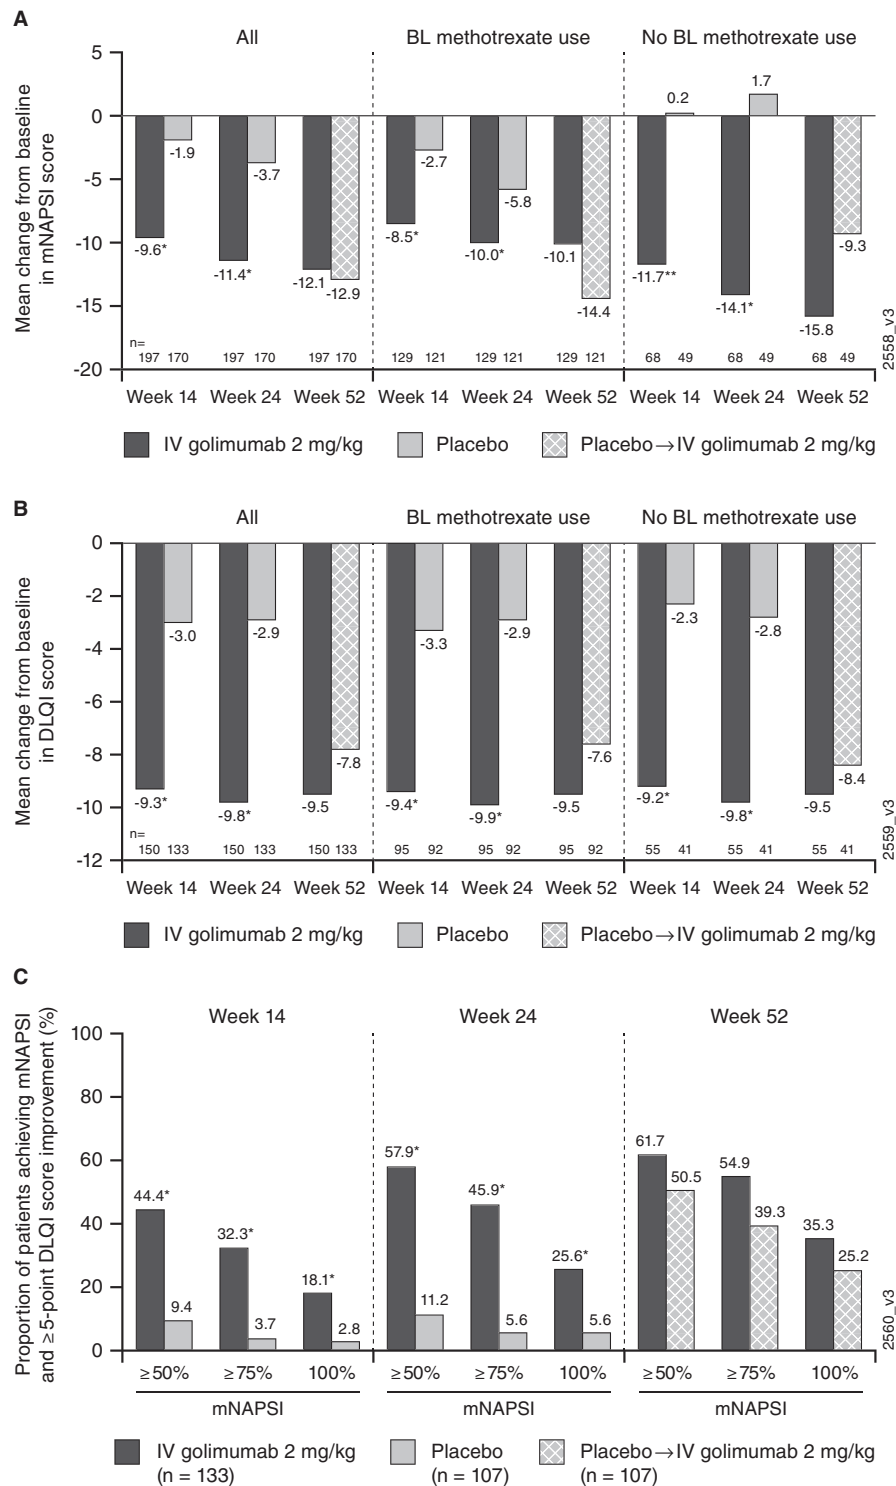 A
All
BL methotrexate use
No BL methotrexate use
Mean change from baseline
in mNAPSI score
5
0
-5
-10
-15
-20
-9.6*
-1.9
-11.4*
-3.7
-12.1
-12.9
-8.5*
-2.7
-10.0*
-5.8
-10.1
-14.4
-11.7**
0.2
-14.1*
1.7
-15.8
-9.3
n=
197 170 197 170 197 170 129 121 129 121 129 121 68 49 68 49 68 49
Week 14 Week 24 Week 52 Week 14 Week 24 Week 52 Week 14 Week 24 Week 52
2558_v3
IV golimumab 2 mg/kg Placebo Placebo→IV golimumab 2 mg/kg
B
All
BL methotrexate use
No BL methotrexate use
Mean change from baseline
in DLQI score
0
-2
-4
-6
-8
-10
-12
-9.3*
-3.0
-9.8*
-2.9
-9.5
-7.8
-9.4*
-3.3
-9.9*
-2.9
-9.5
-7.6
-9.2*
-2.3
-9.8*
-2.8
-9.5
-8.4
n=
150 133 150 133 150 133 95 92 95 92 95 92 55 41 55 41 55 41
Week 14 Week 24 Week 52 Week 14 Week 24 Week 52 Week 14 Week 24 Week 52
2559_v3
IV golimumab 2 mg/kg Placebo Placebo→IV golimumab 2 mg/kg
C
Week 14
Week 24
Week 52
Proportion of patients achieving mNAPSI
and ≥5-point DLQI score improvement (%)
100
80
60
40
20
0
44.4*
9.4
32.3*
3.7
18.1*
2.8
57.9*
11.2
45.9*
5.6
25.6*
5.6
61.7
50.5
54.9
39.3
35.3
25.2
≥50% ≥75% 100% ≥50% ≥75% 100% ≥50% ≥75% 100%
mNAPSI mNAPSI mNAPSI
2560_v3
IV golimumab 2 mg/kg Placebo Placebo→IV golimumab 2 mg/kg
(n = 133) (n = 107) (n = 107)